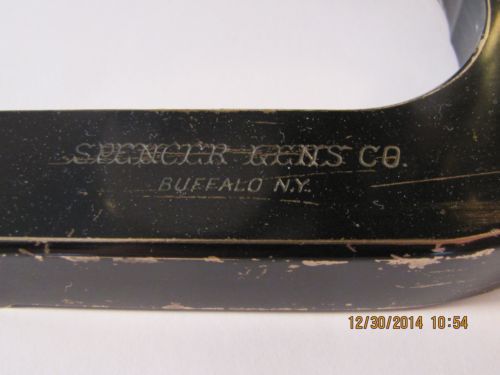 SPENCER LENS CO.
BUFFALO N.Y.
12/30/2014 10:54